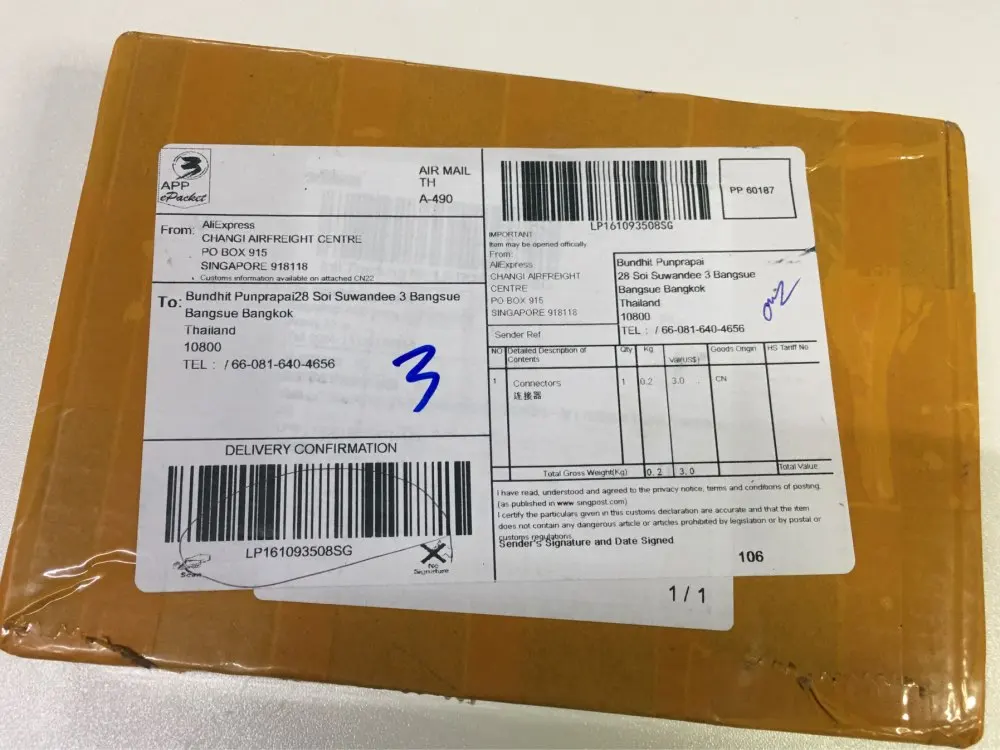 3
APP
ePacket
AIR MAIL
TH
A-490
From: AliExpress
CHANGI AIRFREIGHT CENTRE
PO BOX 915
SINGAPORE 918118
Customs information available on attached CN22
To: Bundhit Punprapai28 Soi Suwandee 3 Bangsue
Bangsue Bangkok
Thailand
10800
TEL : / 66-081-640-4656
3
DELIVERY CONFIRMATION
LP161093508SG
Scan
No
Signature
LP161093508SG
PP 60187
IMPORTANT
Item may be opened officially
From:
AliExpress
CHANGI AIRFREIGHT
CENTRE
PO BOX 915
SINGAPORE 918118
Sender Ref
Bundhit Punprapai
28 Soi Suwandee 3 Bangsue
Bangsue Bangkok
Thailand
10800
TEL : / 66-081-640-4656
NO Detailed Description of Contents Qty Kg Val(US$) Goods Origin HS Tariff No
1 Connectors 1 0.2 3.0 CN
连接器
Total Gross Weight(Kg) 0.2 3.0 Total Value
I have read, understood and agreed to the privacy notice, terms and conditions of posting,
(as published in www singpost.com)
I certify the particulars given in this customs declaration are accurate and that the item
does not contain any dangerous article or articles prohibited by legislation or by postal or
customs regulations.
Sender's Signature and Date Signed
106
1 / 1